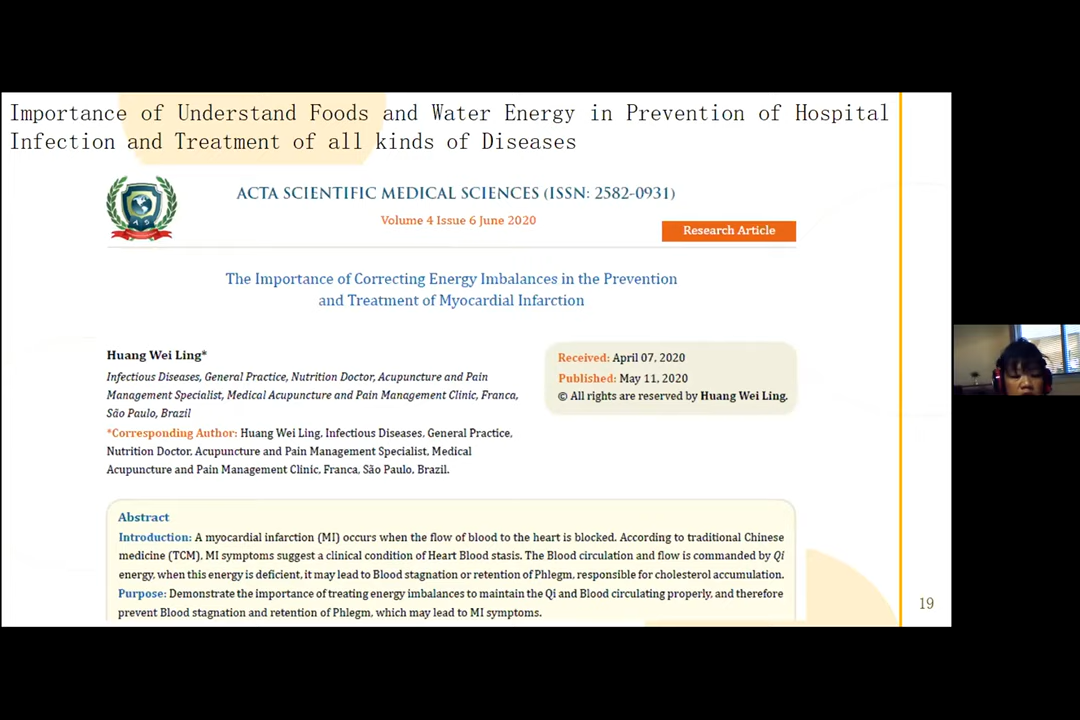 Importance of Understand Foods and Water Energy in Prevention of Hospital
Infection and Treatment of all kinds of Diseases
ACTA SCIENTIFIC MEDICAL SCIENCES (ISSN: 2582-0931)
Volume 4 Issue 6 June 2020
Research Article
The Importance of Correcting Energy Imbalances in the Prevention
and Treatment of Myocardial Infarction
Huang Wei Ling*
Infectious Diseases, General Practice, Nutrition Doctor, Acupuncture and Pain
Management Specialist, Medical Acupuncture and Pain Management Clinic, Franca,
São Paulo, Brazil
*Corresponding Author: Huang Wei Ling, Infectious Diseases, General Practice,
Nutrition Doctor, Acupuncture and Pain Management Specialist, Medical
Acupuncture and Pain Management Clinic, Franca, São Paulo, Brazil.
Received: April 07, 2020
Published: May 11, 2020
© All rights are reserved by Huang Wei Ling.
Abstract
Introduction: A myocardial infarction (MI) occurs when the flow of blood to the heart is blocked. According to traditional Chinese
medicine (TCM), MI symptoms suggest a clinical condition of Heart Blood stasis. The Blood circulation and flow is commanded by Qi
energy, when this energy is deficient, it may lead to Blood stagnation or retention of Phlegm, responsible for cholesterol accumulation.
Purpose: Demonstrate the importance of treating energy imbalances to maintain the Qi and Blood circulating properly, and therefore
prevent Blood stagnation and retention of Phlegm, which may lead to MI symptoms.
19